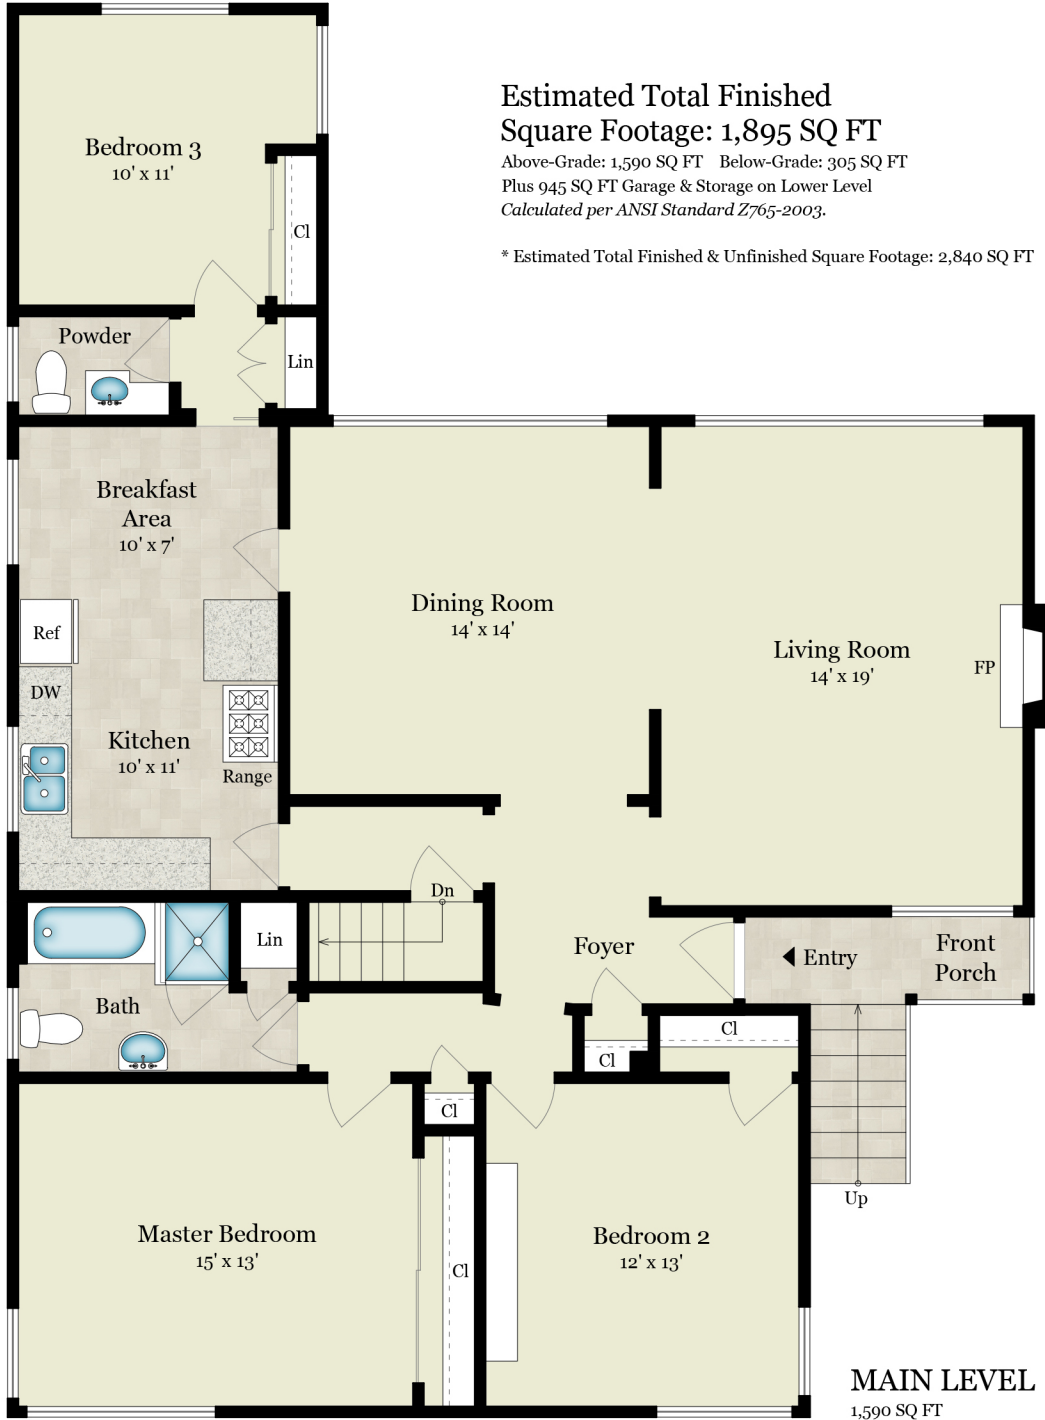 Estimated Total Finished
Square Footage: 1,895 SQ FT
Above-Grade: 1,590 SQ FT Below-Grade: 305 SQ FT
Plus 945 SQ FT Garage & Storage on Lower Level
Calculated per ANSI Standard Z765-2003.
* Estimated Total Finished & Unfinished Square Footage: 2,840 SQ FT
Bedroom 3
10' x 11'
Cl
Powder
Lin
Breakfast
Area
10' x 7'
Ref
DW
Kitchen
10' x 11'
Range
Dining Room
14' x 14'
Living Room
14' x 19'
FP
Dn
Lin
Bath
Foyer
Entry
Front
Porch
Cl
Cl
Cl
Up
Master Bedroom
15' x 13'
Cl
Bedroom 2
12' x 13'
MAIN LEVEL
1,590 SQ FT